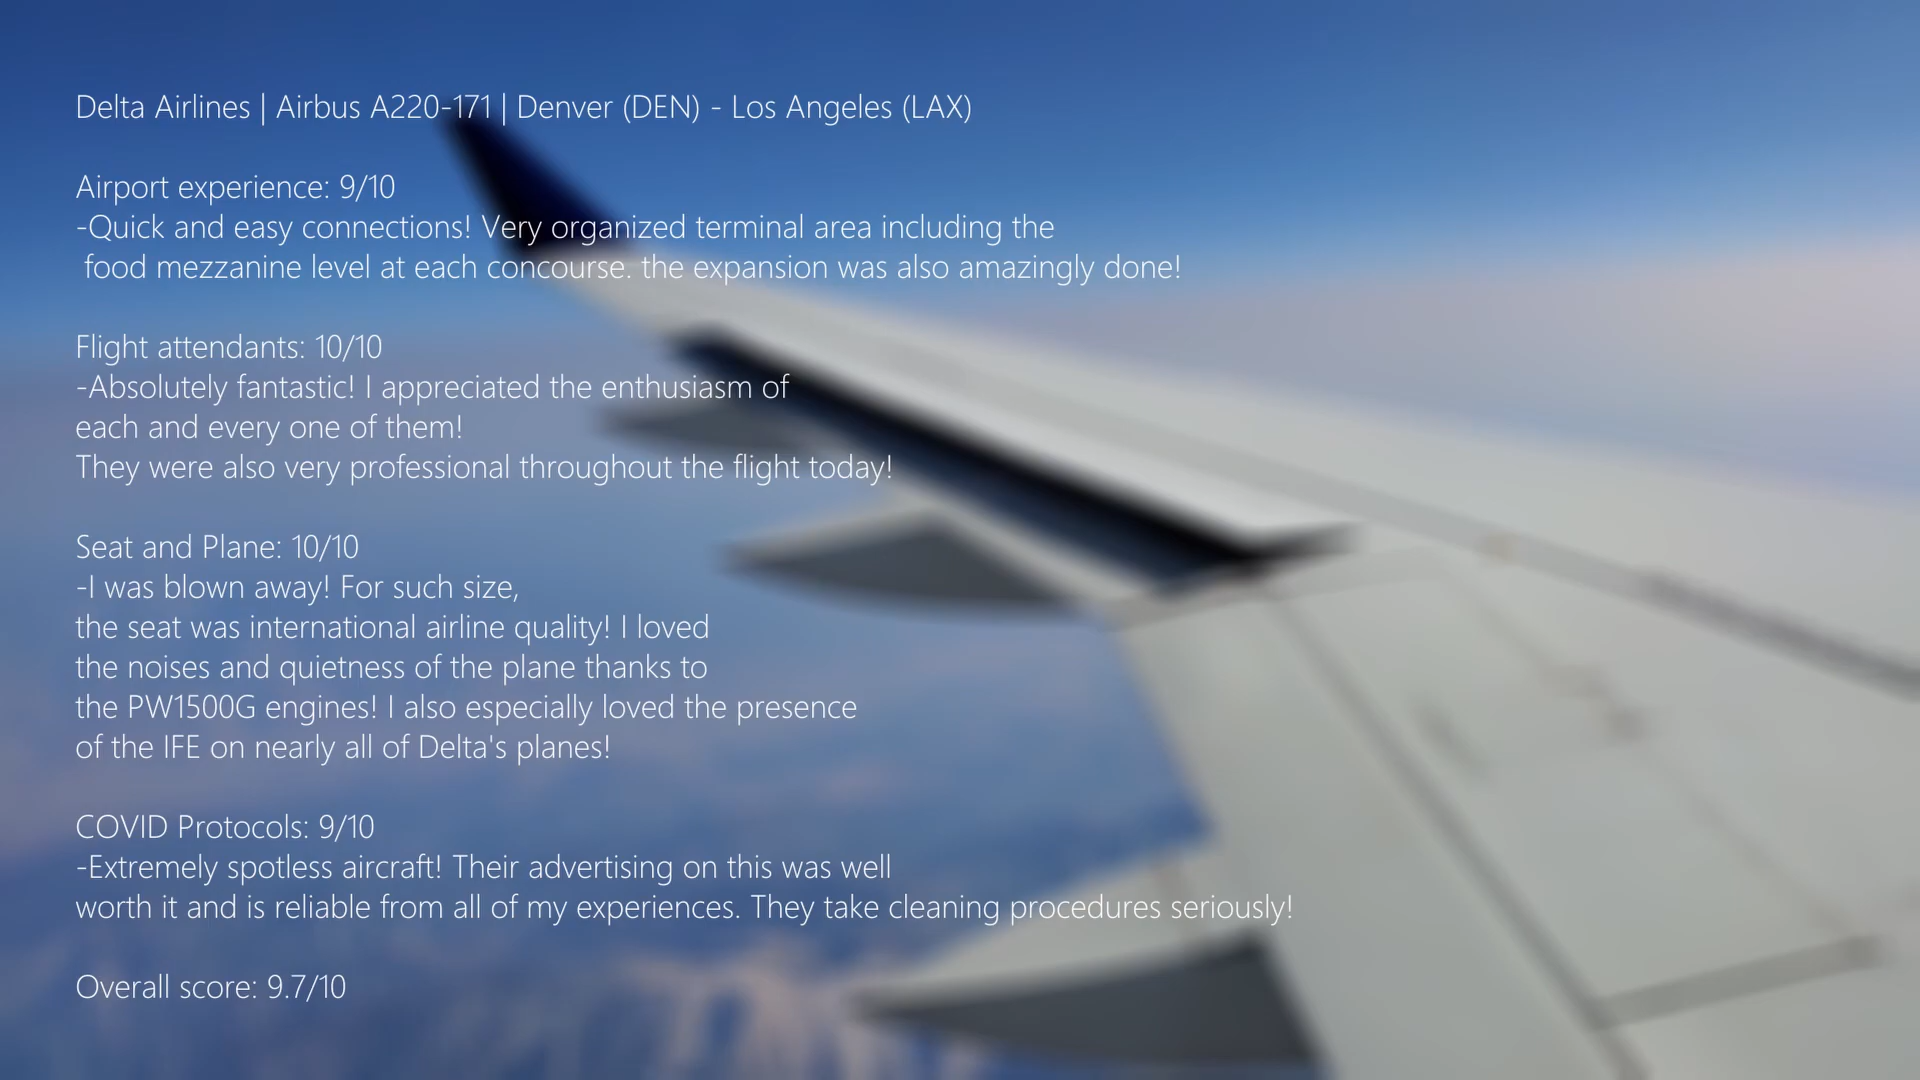 Delta Airlines | Airbus A220-171 | Denver (DEN) - Los Angeles (LAX)
Airport experience: 9/10
-Quick and easy connections! Very organized terminal area including the
food mezzanine level at each concourse. the expansion was also amazingly done!
Flight attendants: 10/10
-Absolutely fantastic! I appreciated the enthusiasm of
each and every one of them!
They were also very professional throughout the flight today!
Seat and Plane: 10/10
-I was blown away! For such size,
the seat was international airline quality! I loved
the noises and quietness of the plane thanks to
the PW1500G engines! I also especially loved the presence
of the IFE on nearly all of Delta's planes!
COVID Protocols: 9/10
-Extremely spotless aircraft! Their advertising on this was well
worth it and is reliable from all of my experiences. They take cleaning procedures seriously!
Overall score: 9.7/10